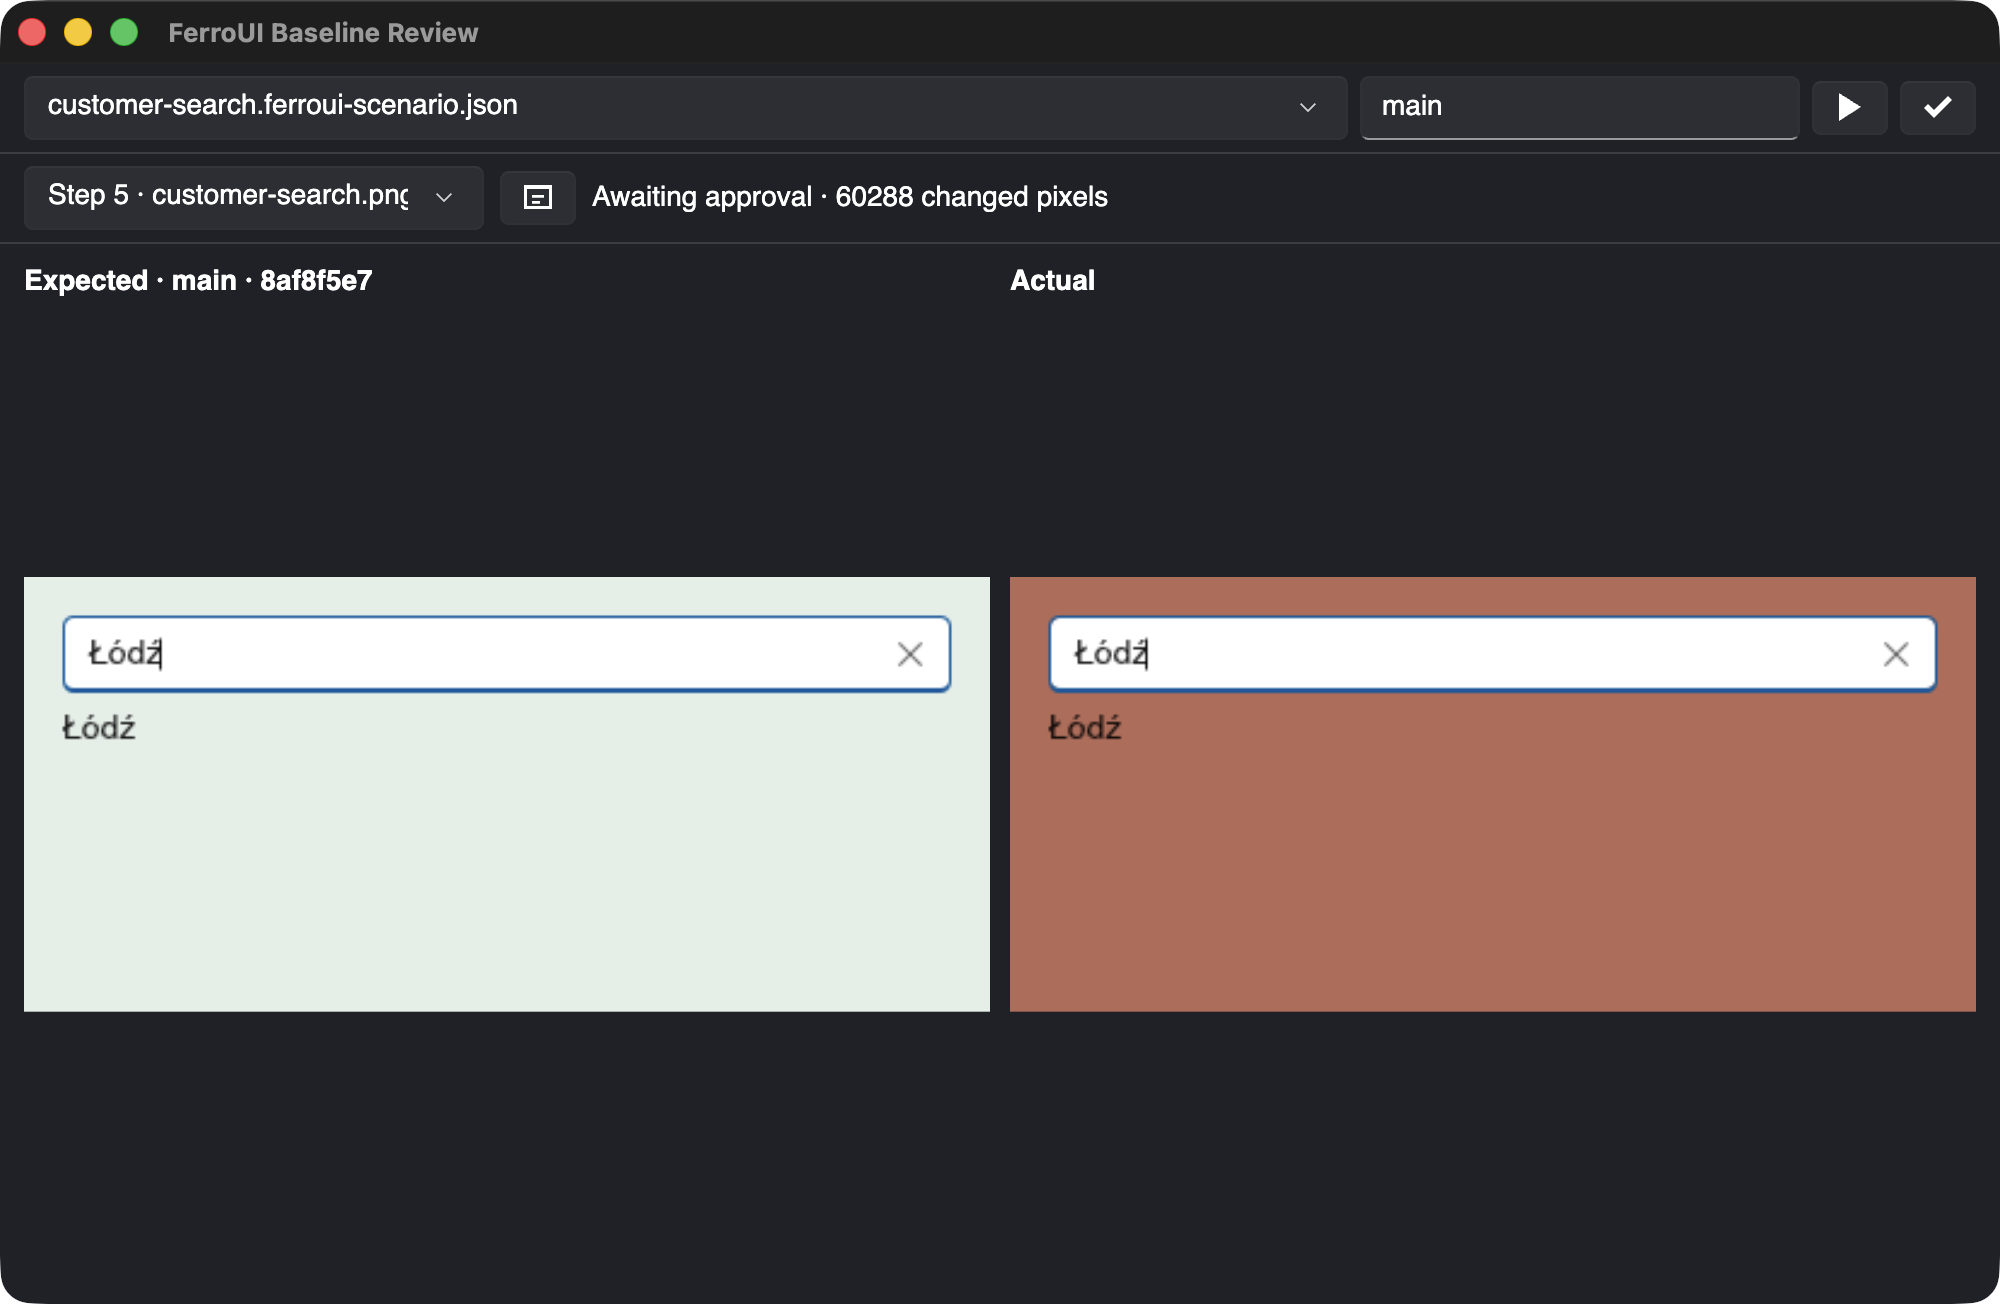 FerroUI Baseline Review
customer-search.ferroui-scenario.json
main
Step 5 · customer-search.png
Awaiting approval · 60288 changed pixels
Expected · main · 8af8f5e7
Actual
Łódź
Łódź
Łódź
Łódź